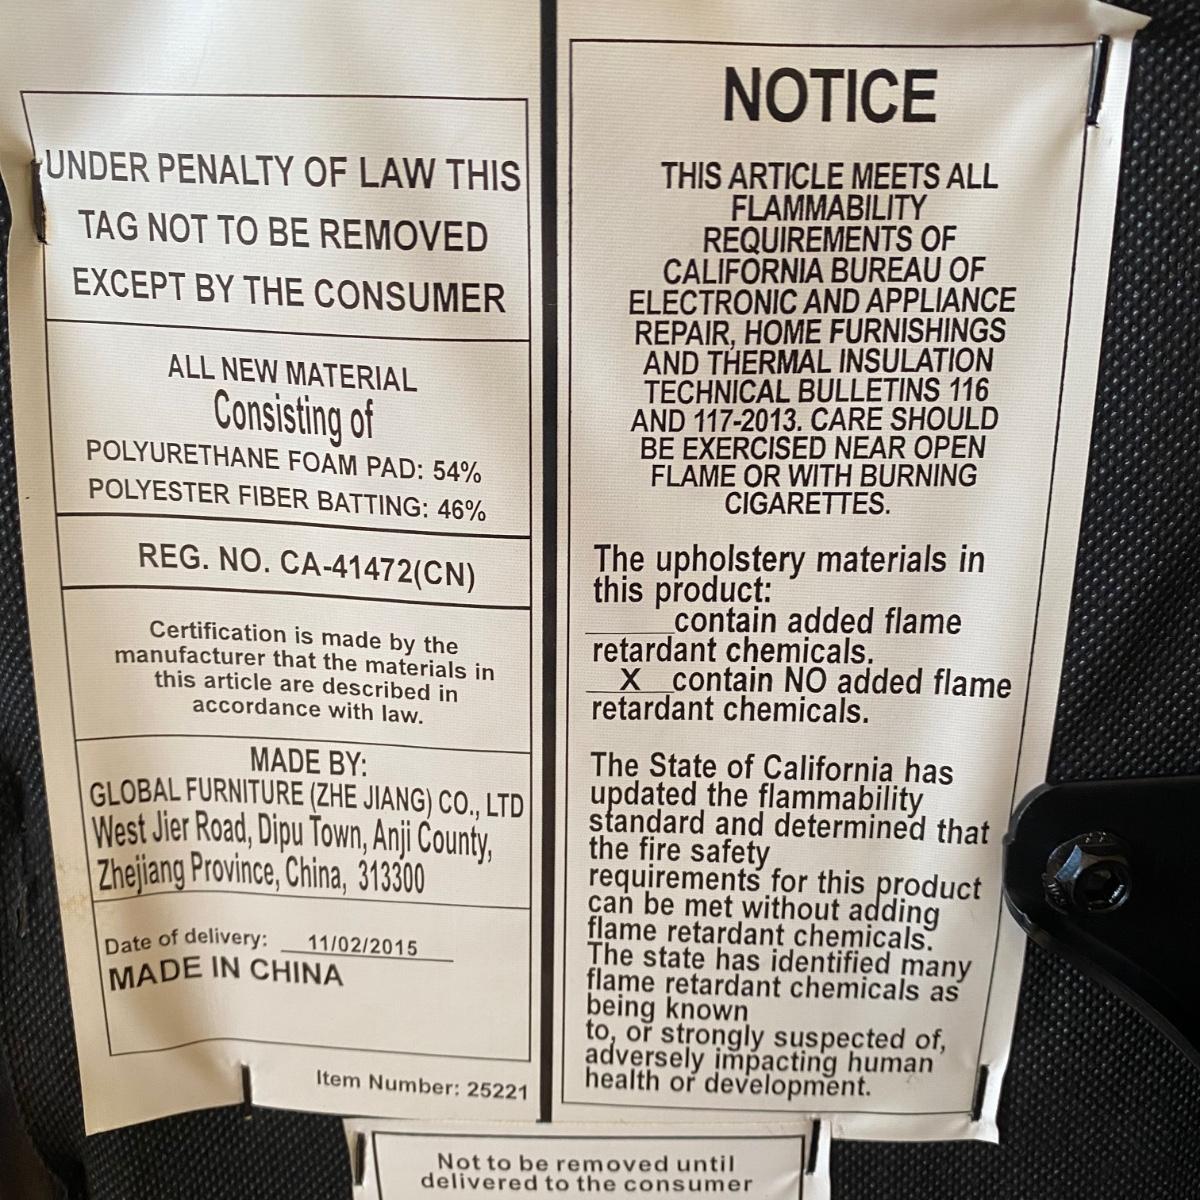 UNDER PENALTY OF LAW THIS
TAG NOT TO BE REMOVED
EXCEPT BY THE CONSUMER
ALL NEW MATERIAL
Consisting of
POLYURETHANE FOAM PAD: 54%
POLYESTER FIBER BATTING: 46%
REG. NO. CA-41472(CN)
Certification is made by the
manufacturer that the materials in
this article are described in
accordance with law.
MADE BY:
GLOBAL FURNITURE (ZHE JIANG) CO., LTD
West Jier Road, Dipu Town, Anji County,
Zhejiang Province, China, 313300
Date of delivery: 11/02/2015
MADE IN CHINA
Item Number: 25221
NOTICE
THIS ARTICLE MEETS ALL
FLAMMABILITY
REQUIREMENTS OF
CALIFORNIA BUREAU OF
ELECTRONIC AND APPLIANCE
REPAIR, HOME FURNISHINGS
AND THERMAL INSULATION
TECHNICAL BULLETINS 116
AND 117-2013. CARE SHOULD
BE EXERCISED NEAR OPEN
FLAME OR WITH BURNING
CIGARETTES.
The upholstery materials in
this product:
____contain added flame
retardant chemicals.
__X__contain NO added flame
retardant chemicals.
The State of California has
updated the flammability
standard and determined that
the fire safety
requirements for this product
can be met without adding
flame retardant chemicals.
The state has identified many
flame retardant chemicals as
being known
to, or strongly suspected of,
adversely impacting human
health or development.
Not to be removed until
delivered to the consumer